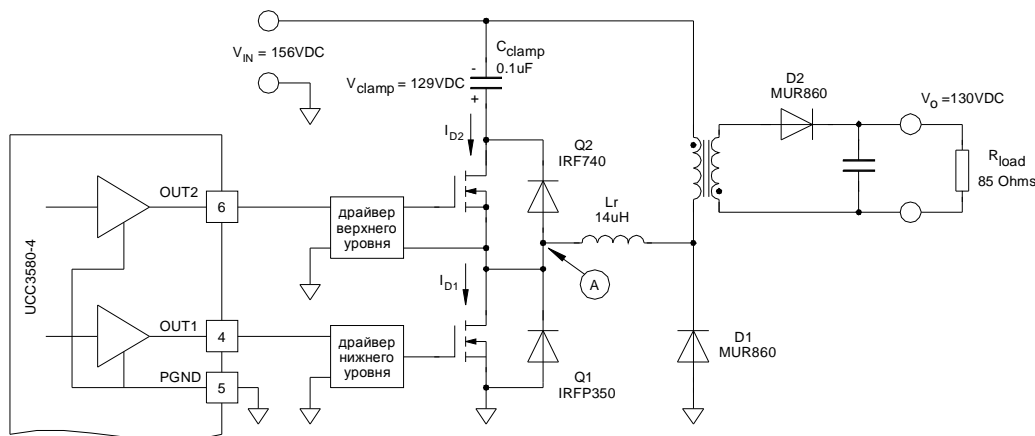 V_IN = 156VDC
C_clamp
0.1uF
V_clamp = 129VDC
-
+
I_D2
Q2
IRF740
D2
MUR860
V_o =130VDC
R_load
85 Ohms
UCC3580-4
OUT2
6
драйвер
верхнего
уровня
Lr
14uH
A
I_D1
OUT1
4
драйвер
нижнего
уровня
PGND
5
Q1
IRFP350
D1
MUR860